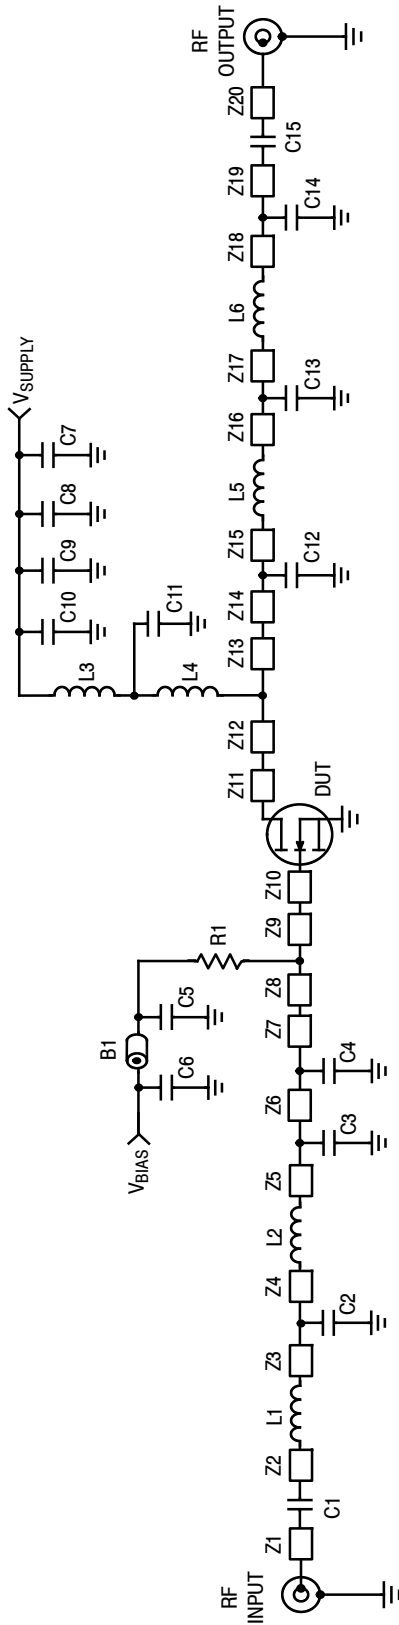 RF
INPUT
Z1
C1
Z2
L1
Z3
C2
Z4
L2
Z5
C3
Z6
C4
Z7
Z8
R1
V_BIAS
C6
B1
C5
Z9
Z10
DUT
Z11
Z12
L4
C11
L3
C10
C9
C8
C7
V_SUPPLY
Z13
Z14
C12
Z15
L5
Z16
C13
Z17
L6
Z18
C14
Z19
C15
Z20
RF
OUTPUT